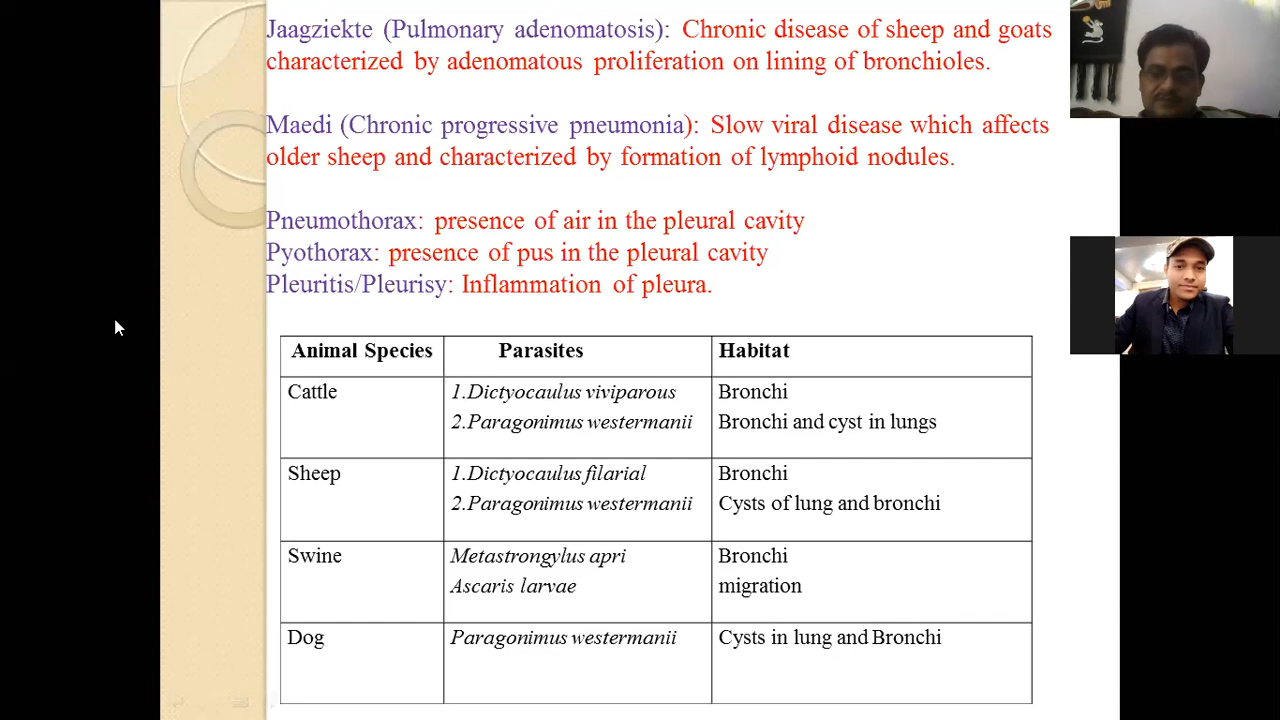 Jaagziekte (Pulmonary adenomatosis): Chronic disease of sheep and goats
characterized by adenomatous proliferation on lining of bronchioles.
Maedi (Chronic progressive pneumonia): Slow viral disease which affects
older sheep and characterized by formation of lymphoid nodules.
Pneumothorax: presence of air in the pleural cavity
Pyothorax: presence of pus in the pleural cavity
Pleuritis/Pleurisy: Inflammation of pleura.
Animal Species Parasites Habitat
Cattle 1.Dictyocaulus viviparous Bronchi
2.Paragonimus westermanii Bronchi and cyst in lungs
Sheep 1.Dictyocaulus filarial Bronchi
2.Paragonimus westermanii Cysts of lung and bronchi
Swine Metastrongylus apri Bronchi
Ascaris larvae migration
Dog Paragonimus westermanii Cysts in lung and Bronchi